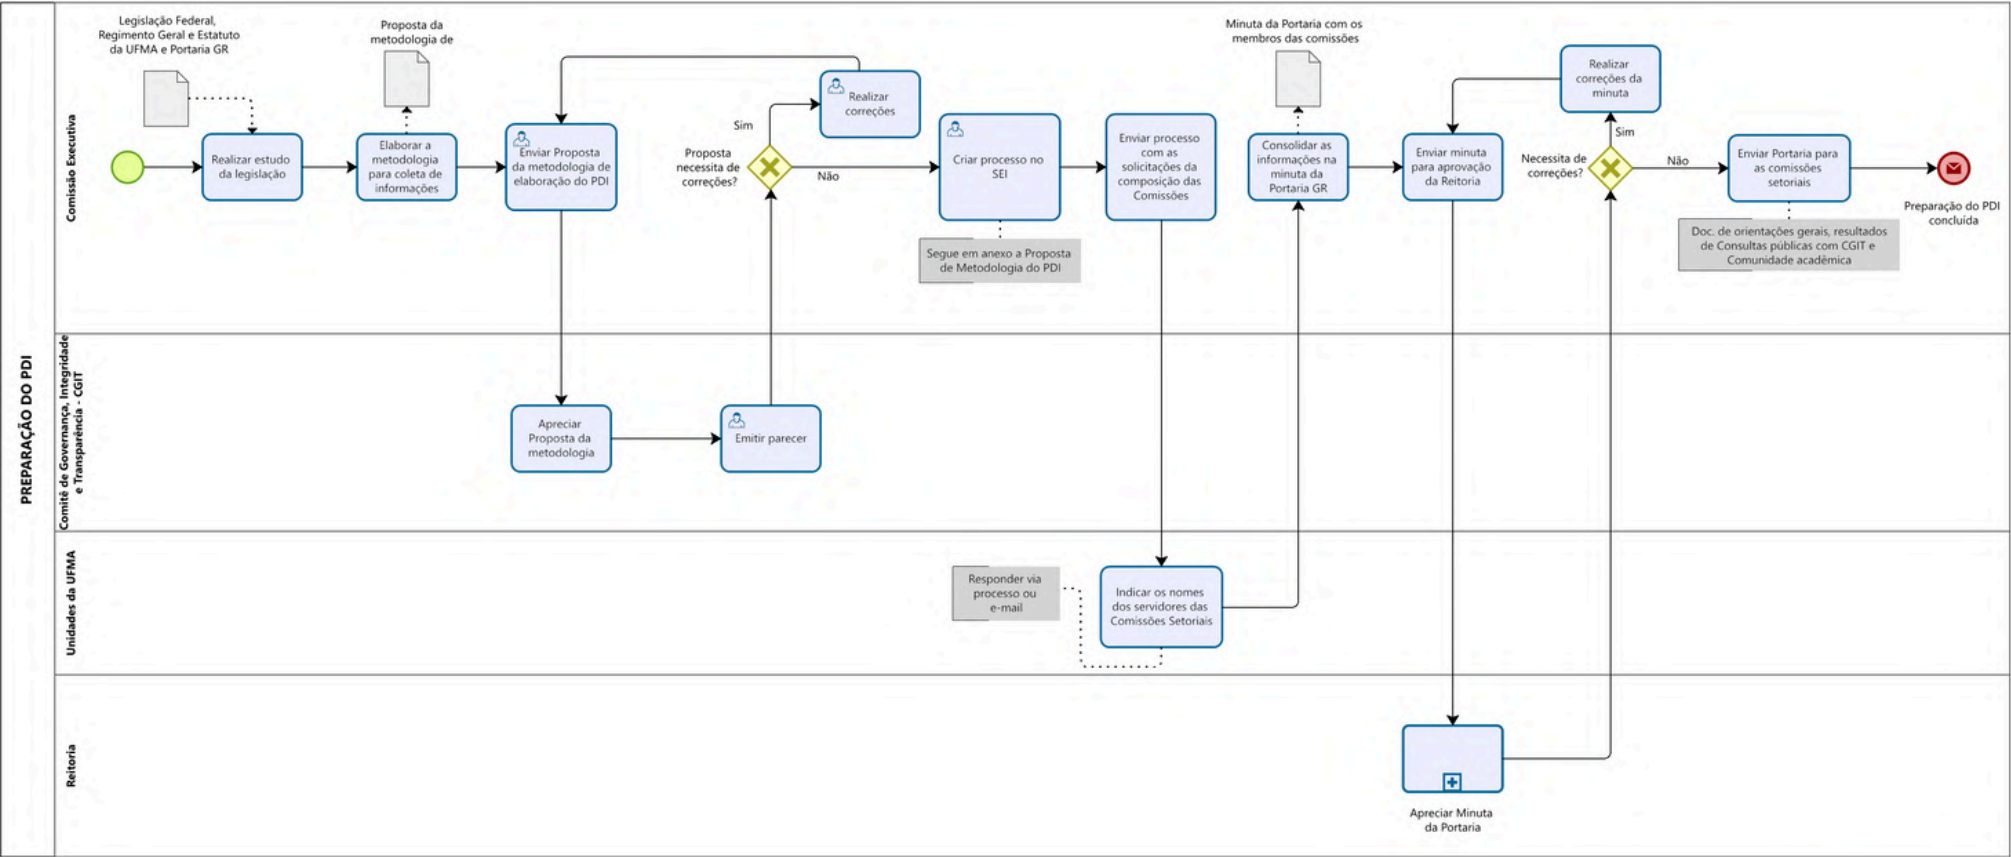 PREPARAÇÃO DO PDI
Comissão Executiva
Legislação Federal,
Regimento Geral e Estatuto
da UFMA e Portaria GR
Realizar estudo
da legislação
Proposta da
metodologia de
Elaborar a
metodologia
para coleta de
informações
Enviar Proposta
da metodologia de
elaboração do PDI
Proposta
necessita de
correções?
Sim
Não
Realizar
correções
Criar processo no
SEI
Segue em anexo a Proposta
de Metodologia do PDI
Enviar processo
com as
solicitações da
composição das
Comissões
Minuta da Portaria com os
membros das comissões
Consolidar as
informações na
minuta da
Portaria GR
Enviar minuta
para aprovação
da Reitoria
Realizar
correções da
minuta
Necessita de
correções?
Sim
Não
Enviar Portaria para
as comissões
setoriais
Doc. de orientações gerais, resultados
de Consultas públicas com CGIT e
Comunidade acadêmica
Preparação do PDI
concluída
Comitê de Governança, Integridade
e Transparência - CGIT
Apreciar
Proposta da
metodologia
Emitir parecer
Unidades da UFMA
Responder via
processo ou
e-mail
Indicar os nomes
dos servidores das
Comissões Setoriais
Reitoria
Apreciar Minuta
da Portaria